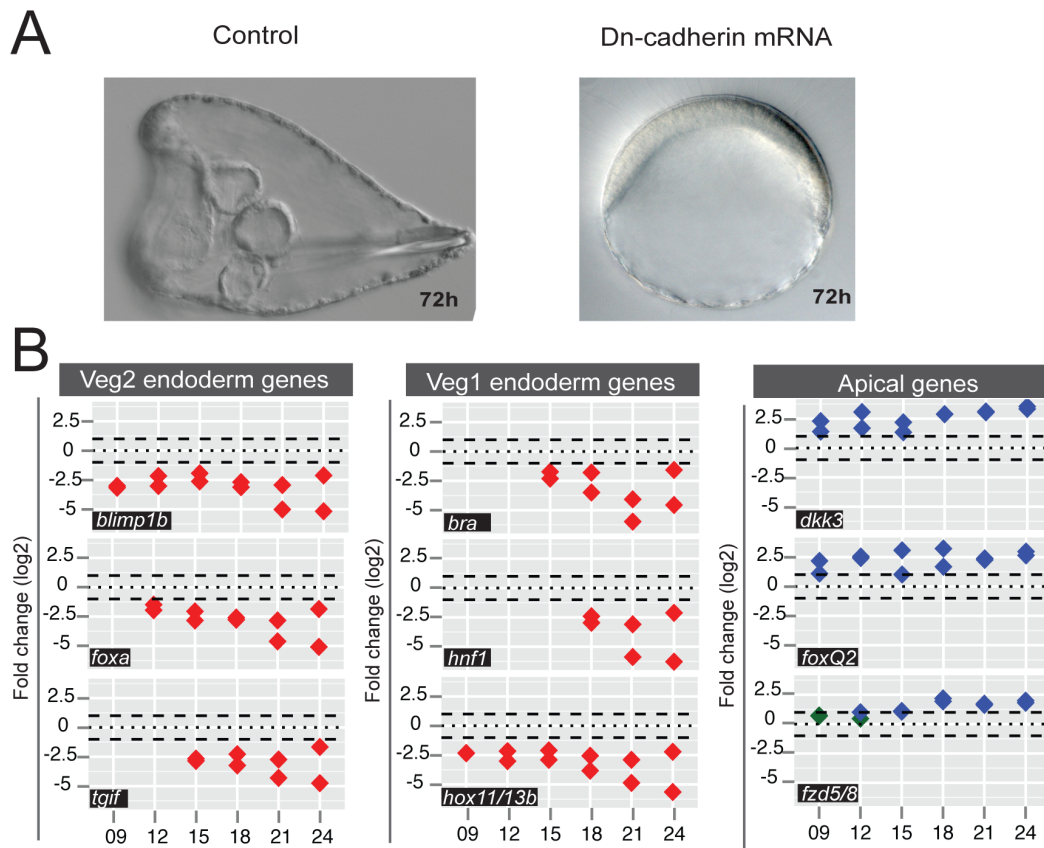 A
Control
Dn-cadherin mRNA
72h
72h
B
Veg2 endoderm genes
Veg1 endoderm genes
Apical genes
Fold change (log2)
2.5
0
-2.5
-5
blimp1b
2.5
0
-2.5
-5
foxa
2.5
0
-2.5
-5
tgif
09 12 15 18 21 24
Fold change (log2)
2.5
0
-2.5
-5
bra
2.5
0
-2.5
-5
hnf1
2.5
0
-2.5
-5
hox11/13b
09 12 15 18 21 24
Fold change (log2)
2.5
0
-2.5
-5
dkk3
2.5
0
-2.5
-5
foxQ2
2.5
0
-2.5
-5
fzd5/8
09 12 15 18 21 24